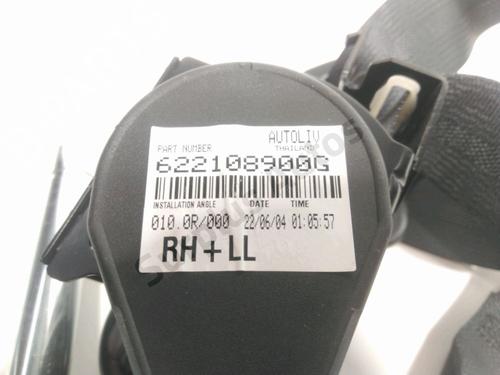 AUTOLIV
PART NUMBER THAILAND
622108900G
INSTALLATION ANGLE DATE TIME
010.0R/000 22/06/04 01:05:57
RH+LL